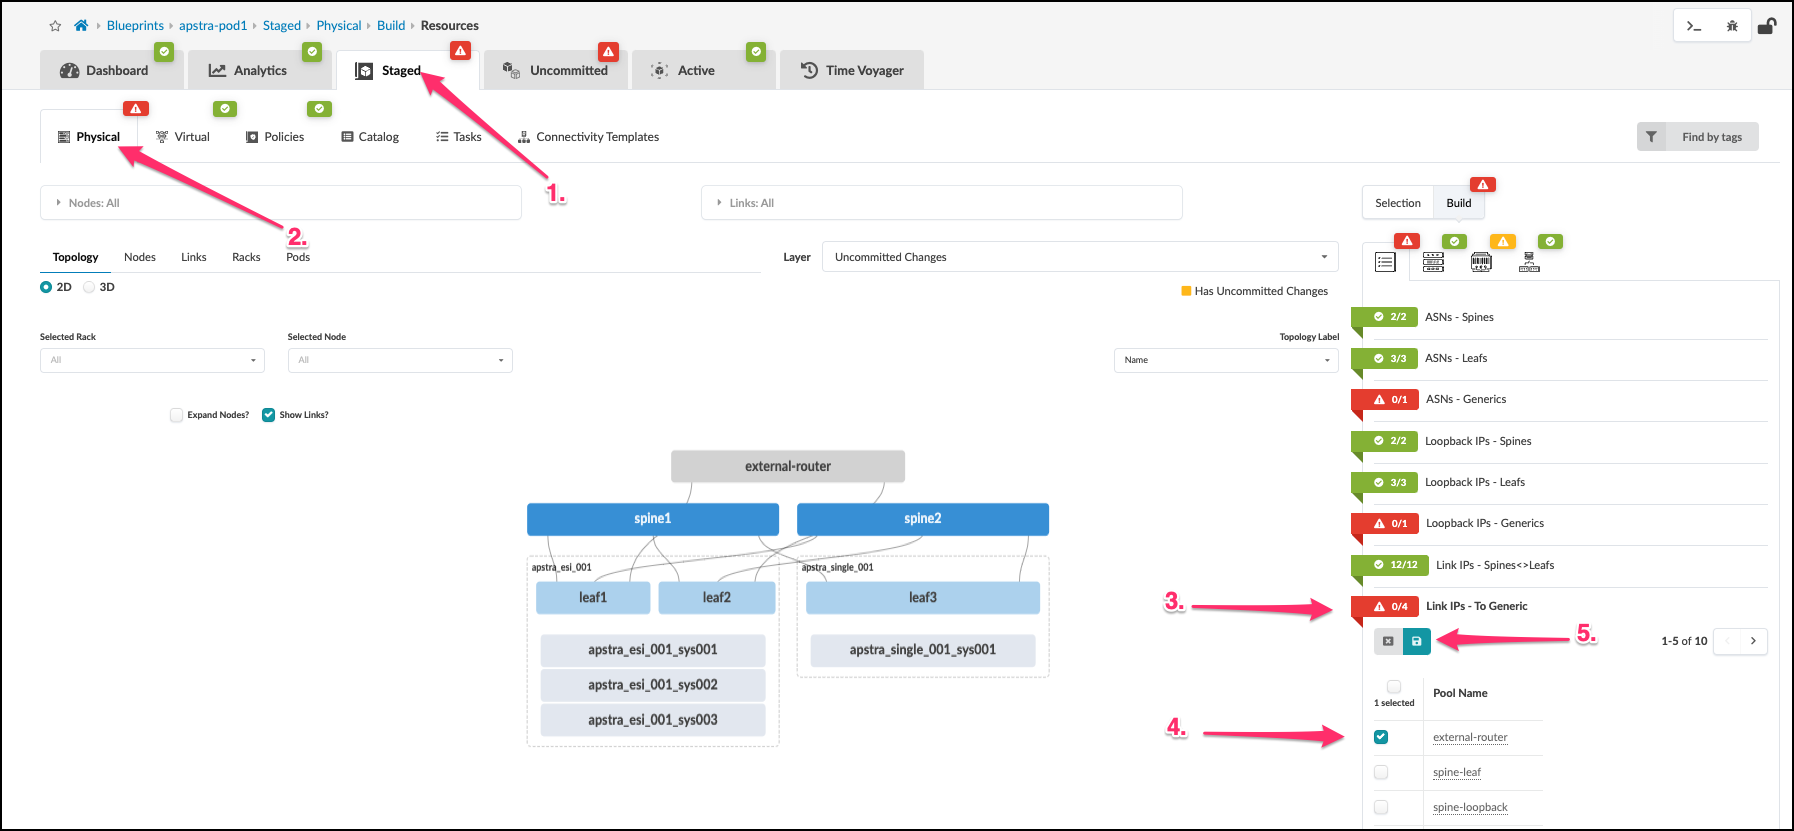 Blueprints › apstra-pod1 › Staged › Physical › Build › Resources
Dashboard Analytics Staged Uncommitted Active Time Voyager
Physical Virtual Policies Catalog Tasks Connectivity Templates Find by tags
1.
2.
Nodes: All Links: All Selection Build
Topology Nodes Links Racks Pods Layer Uncommitted Changes
2D 3D
Has Uncommitted Changes
Selected Rack Selected Node Topology Label
All All Name
Expand Nodes? Show Links?
external-router
spine1 spine2
apstra_esi_001 apstra_single_001
leaf1 leaf2 leaf3
apstra_esi_001_sys001 apstra_single_001_sys001
apstra_esi_001_sys002
apstra_esi_001_sys003
2/2 ASNs - Spines
3/3 ASNs - Leafs
0/1 ASNs - Generics
2/2 Loopback IPs - Spines
3/3 Loopback IPs - Leafs
0/1 Loopback IPs - Generics
12/12 Link IPs - Spines<>Leafs
3.
0/4 Link IPs - To Generic
5.
1-5 of 10
1 selected Pool Name
4.
external-router
spine-leaf
spine-loopback